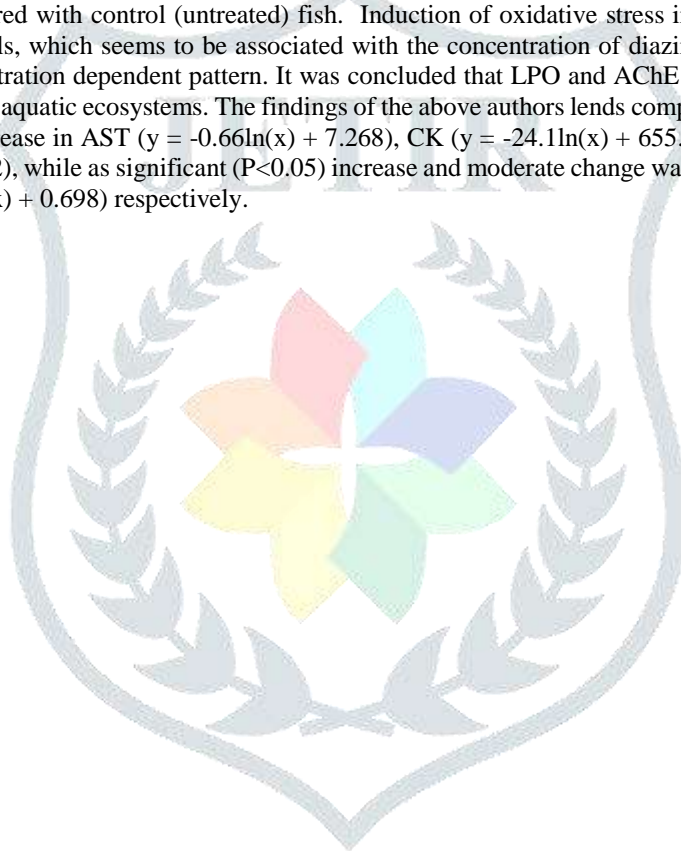 red with control (untreated) fish. Induction of oxidative stress in
ls, which seems to be associated with the concentration of diazin
tration dependent pattern. It was concluded that LPO and AChE
aquatic ecosystems. The findings of the above authors lends comp
ease in AST (y = -0.66ln(x) + 7.268), CK (y = -24.1ln(x) + 655.
2), while as significant (P<0.05) increase and moderate change wa
x) + 0.698) respectively.
JETIR